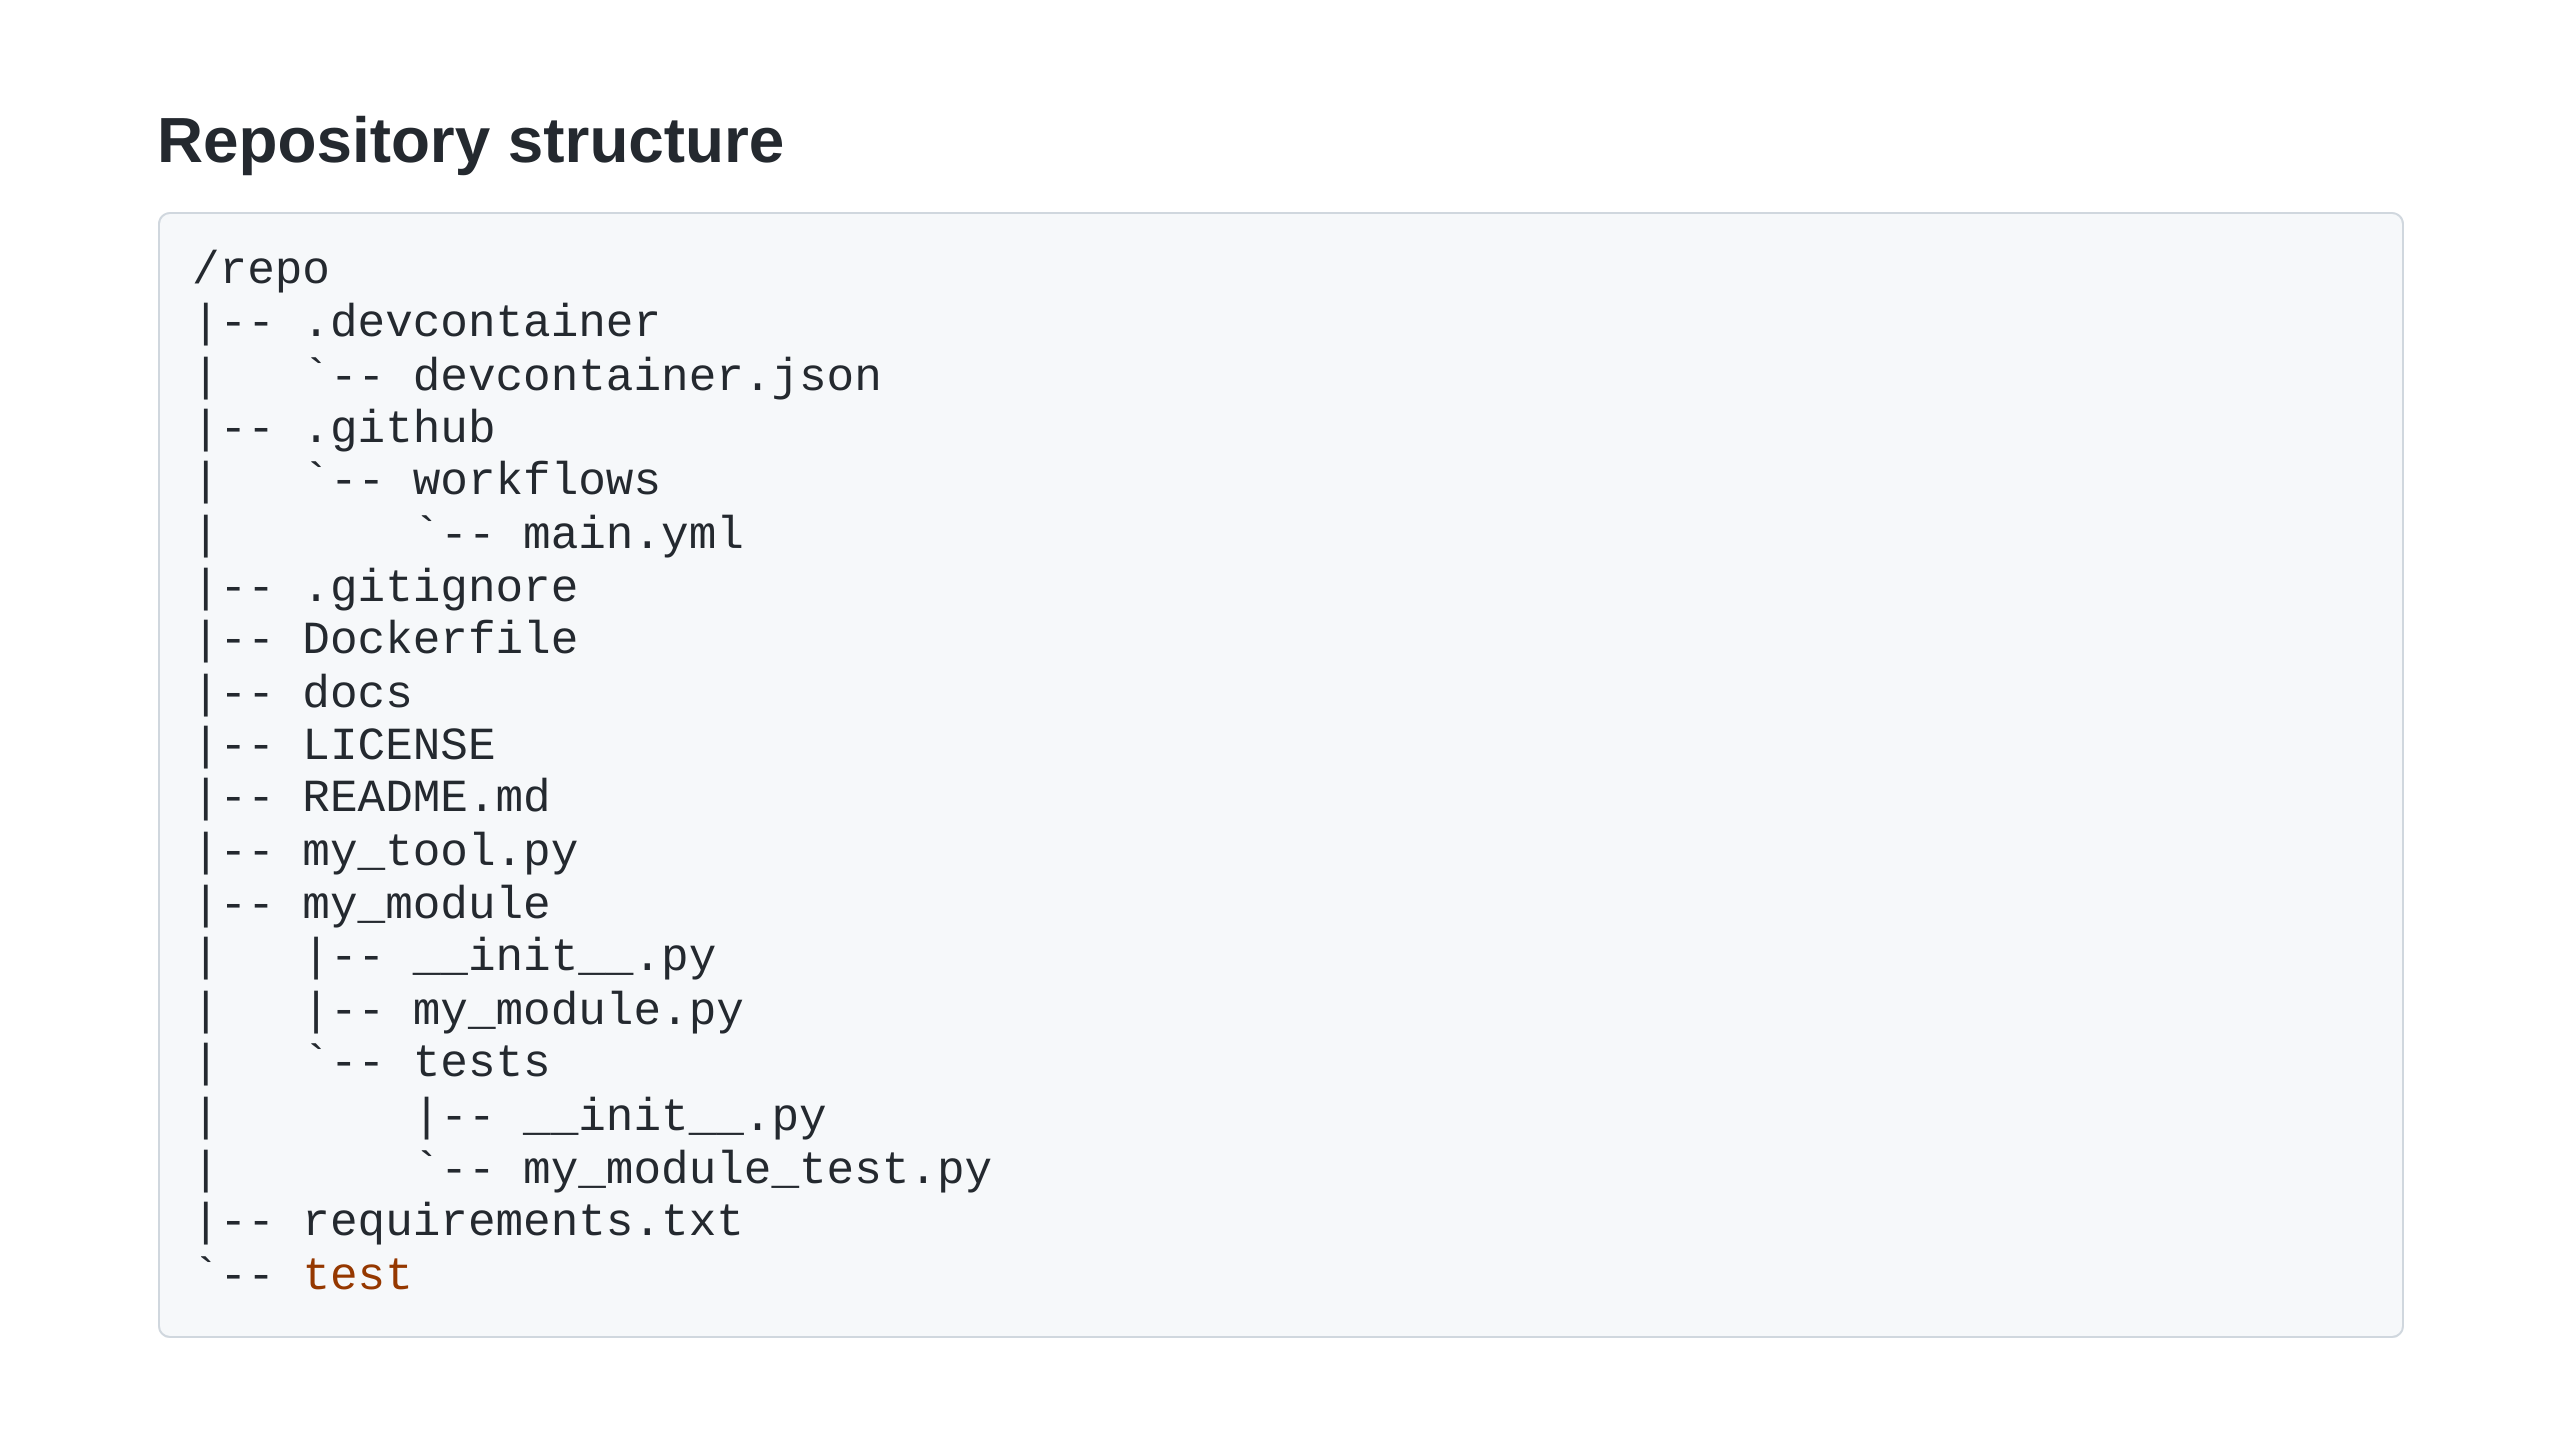 Repository structure
/repo
|-- .devcontainer
|   `-- devcontainer.json
|-- .github
|   `-- workflows
|       `-- main.yml
|-- .gitignore
|-- Dockerfile
|-- docs
|-- LICENSE
|-- README.md
|-- my_tool.py
|-- my_module
|   |-- __init__.py
|   |-- my_module.py
|   `-- tests
|       |-- __init__.py
|       `-- my_module_test.py
|-- requirements.txt
`-- test